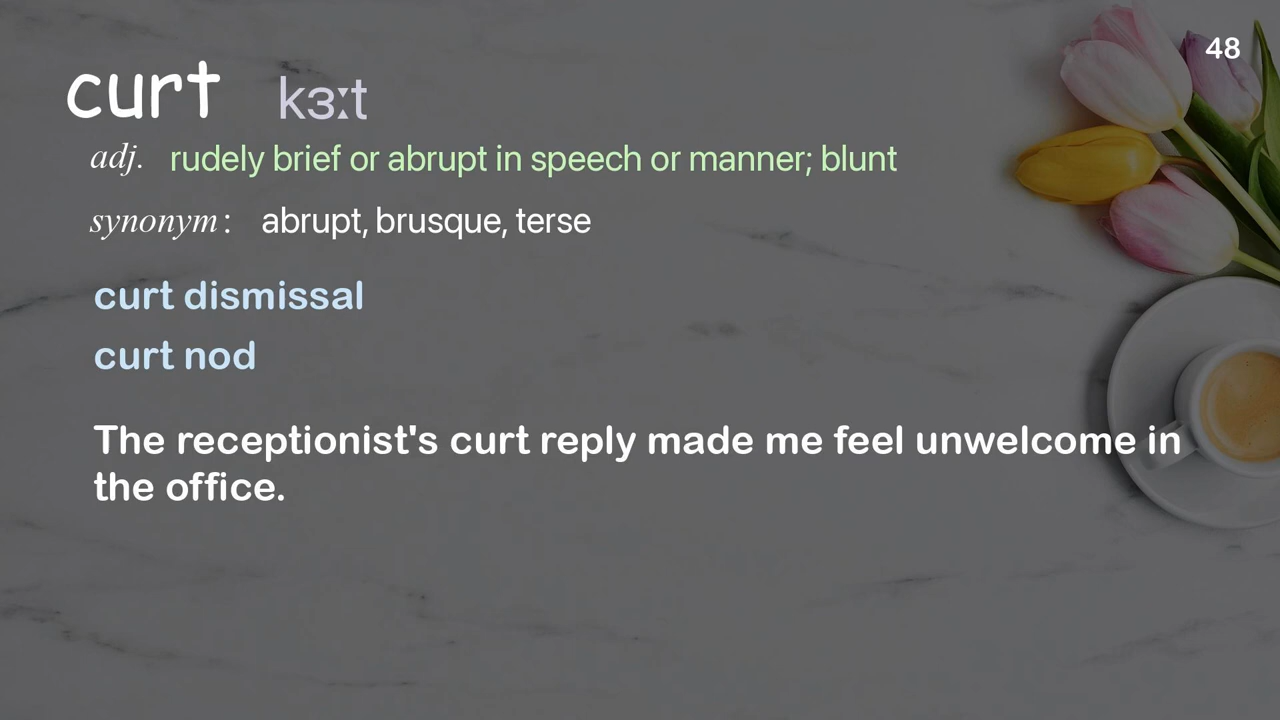 48
curt kɜːt
adj. rudely brief or abrupt in speech or manner; blunt
synonym: abrupt, brusque, terse
curt dismissal
curt nod
The receptionist's curt reply made me feel unwelcome in
the office.